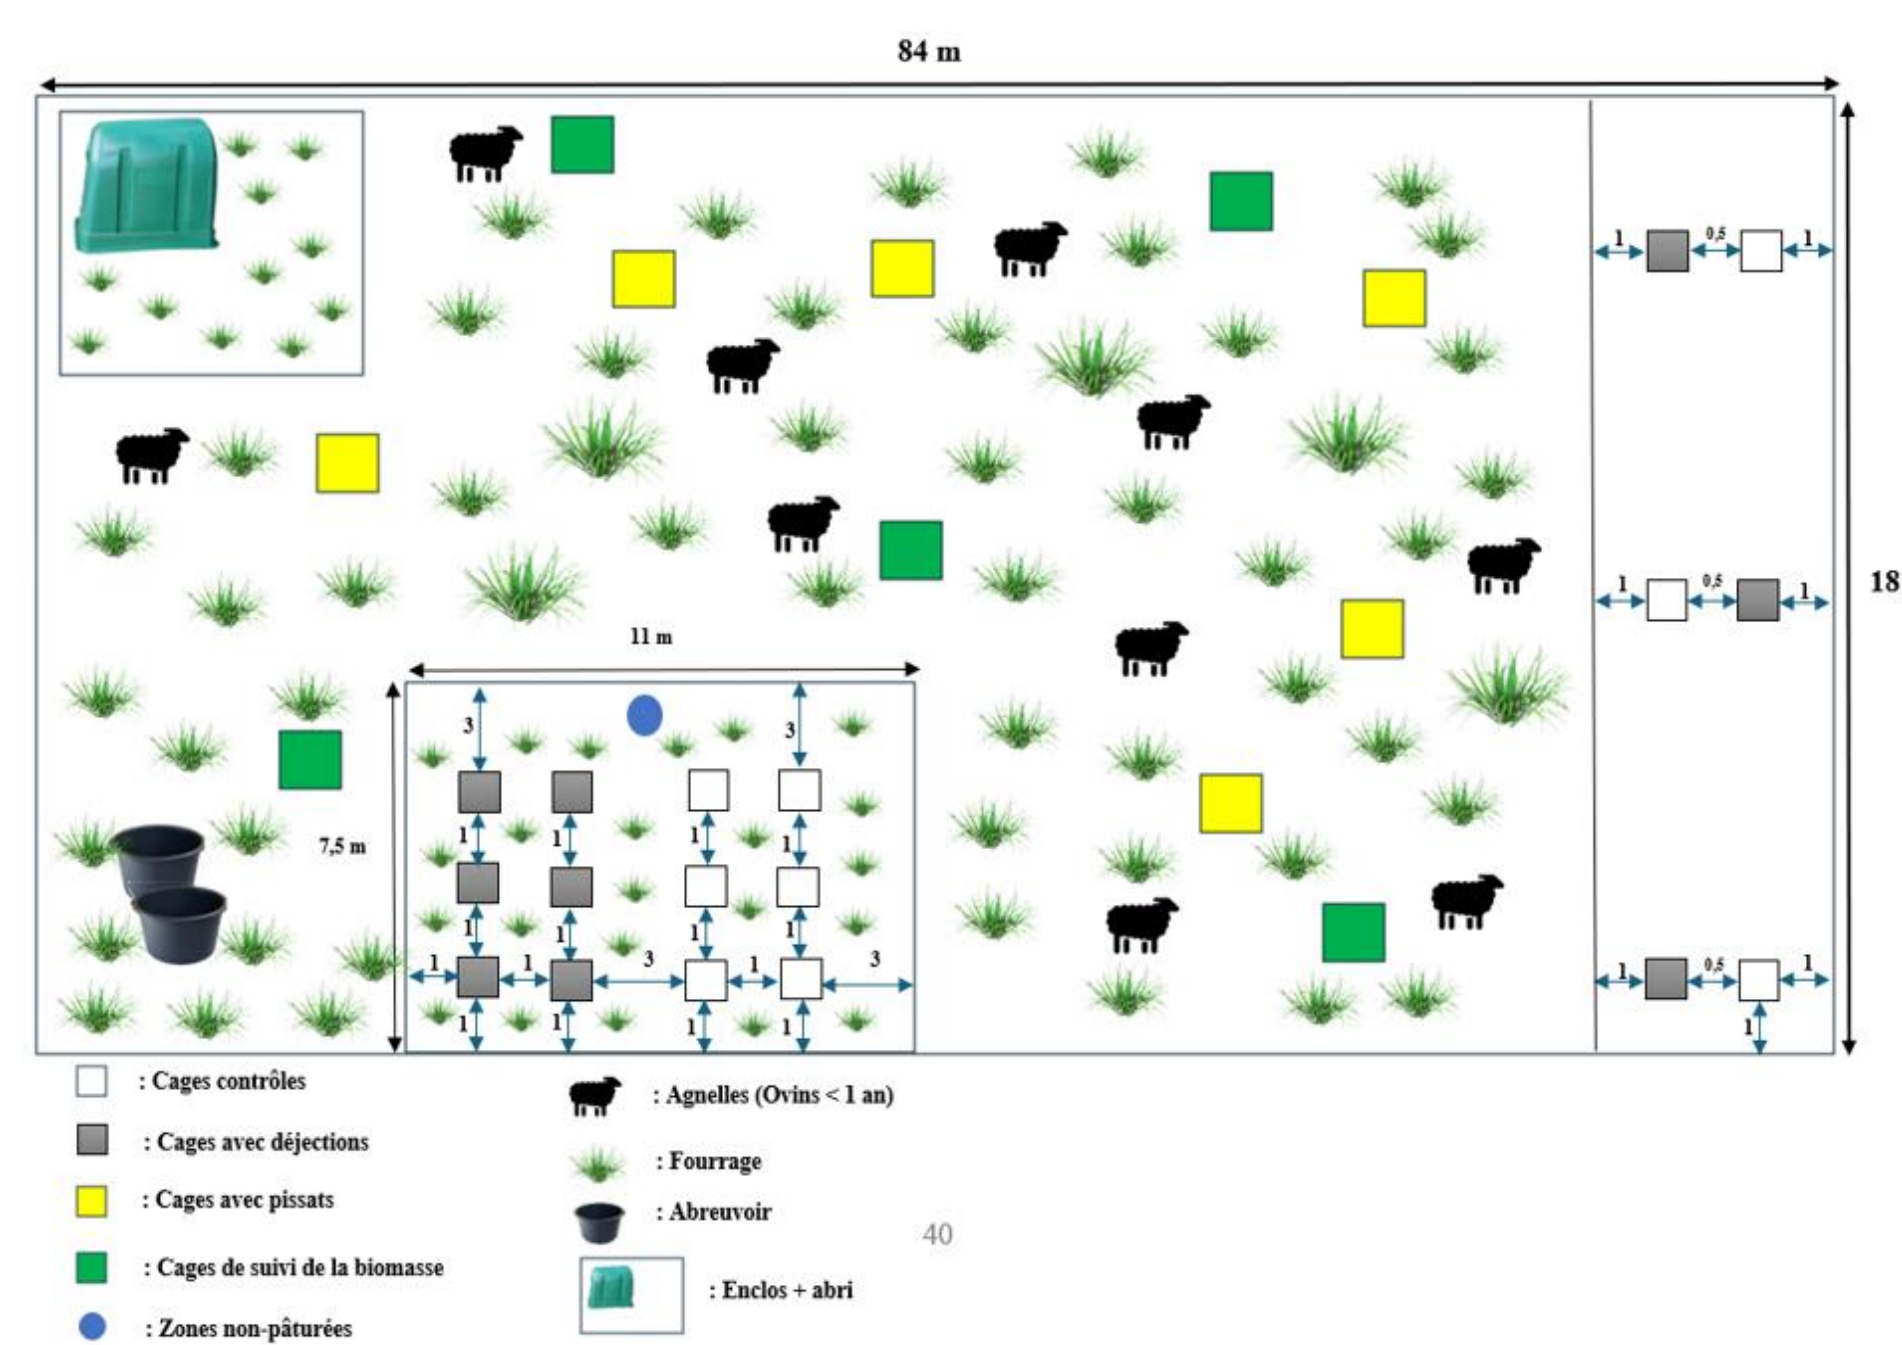 84 m
1 0,5 1
18
1 0,5 1
11 m
3 3
7,5 m
1 1 1 1
1 1 1 1
1 1 3 1 3
1 0,5 1
1 1 1 1
1
: Cages contrôles
: Cages avec déjections
: Cages avec pissats
: Cages de suivi de la biomasse
: Zones non-pâturées
: Agnelles (Ovins < 1 an)
: Fourrage
: Abreuvoir
: Enclos + abri
40